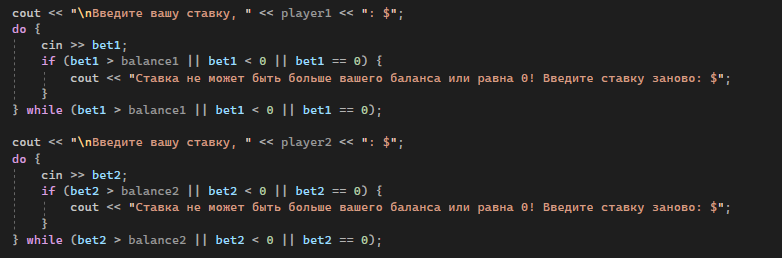 cout << "\nВведите вашу ставку, " << player1 << ": $";
do {
    cin >> bet1;
    if (bet1 > balance1 || bet1 < 0 || bet1 == 0) {
        cout << "Ставка не может быть больше вашего баланса или равна 0! Введите ставку заново: $";
    }
} while (bet1 > balance1 || bet1 < 0 || bet1 == 0);

cout << "\nВведите вашу ставку, " << player2 << ": $";
do {
    cin >> bet2;
    if (bet2 > balance2 || bet2 < 0 || bet2 == 0) {
        cout << "Ставка не может быть больше вашего баланса или равна 0! Введите ставку заново: $";
    }
} while (bet2 > balance2 || bet2 < 0 || bet2 == 0);